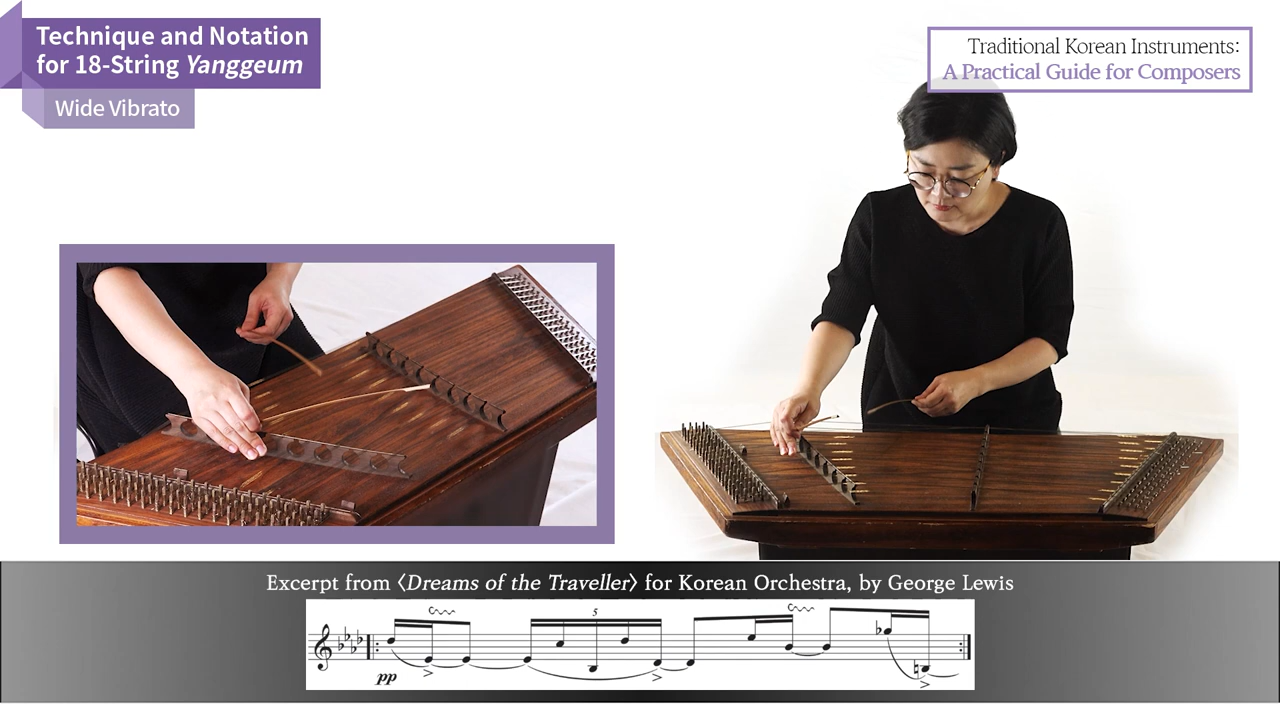 Technique and Notation
for 18-String Yanggeum
Wide Vibrato
Traditional Korean Instruments:
A Practical Guide for Composers
Excerpt from 〈Dreams of the Traveller〉 for Korean Orchestra, by George Lewis
5
pp